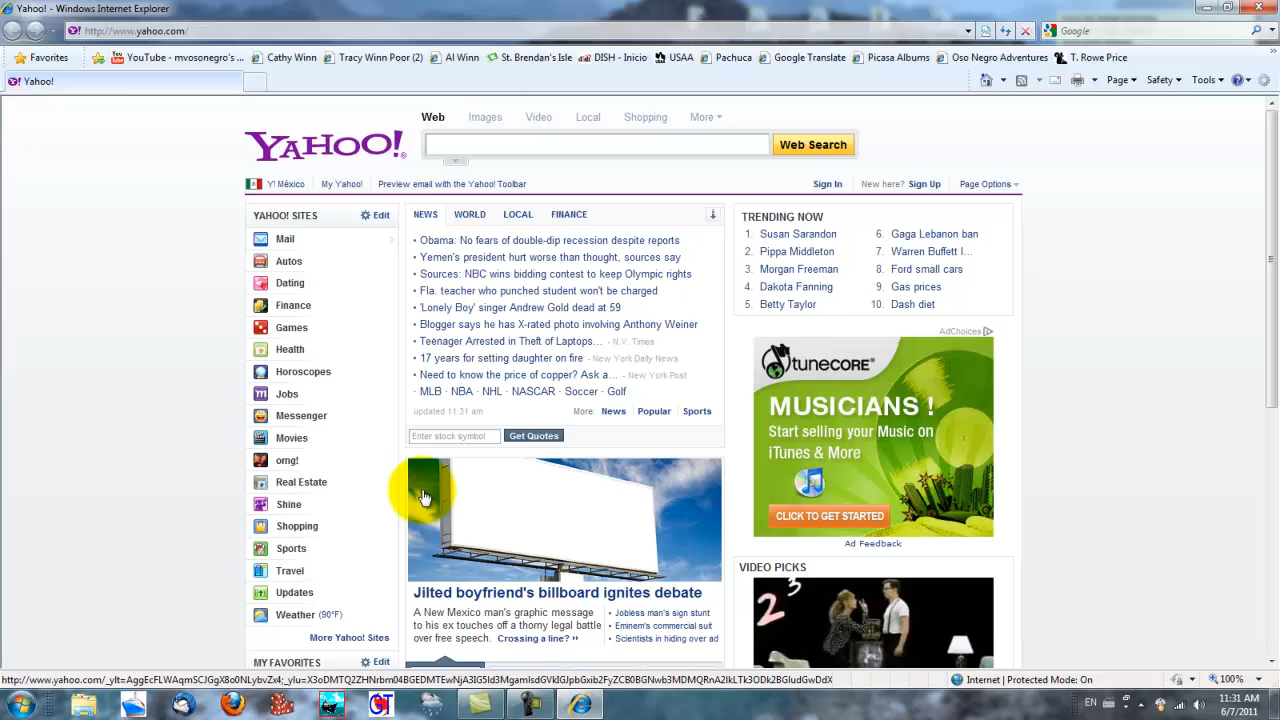 Yahoo! - Windows Internet Explorer
http://www.yahoo.com/
Google
Favorites
YouTube - mvosonegro's ...
Cathy Winn
Tracy Winn Poor (2)
Al Winn
St. Brendan's Isle
DISH - Inicio
USAA
Pachuca
Google Translate
Picasa Albums
Oso Negro Adventures
T. Rowe Price
Yahoo!
Page
Safety
Tools
Web Images Video Local Shopping More
YAHOO!
Web Search
Y! México My Yahoo! Preview email with the Yahoo! Toolbar
Sign In New here? Sign Up Page Options
YAHOO! SITES Edit
Mail
Autos
Dating
Finance
Games
Health
Horoscopes
Jobs
Messenger
Movies
omg!
Real Estate
Shine
Shopping
Sports
Travel
Updates
Weather (90°F)
More Yahoo! Sites
MY FAVORITES Edit
NEWS WORLD LOCAL FINANCE
• Obama: No fears of double-dip recession despite reports
• Yemen's president hurt worse than thought, sources say
• Sources: NBC wins bidding contest to keep Olympic rights
• Fla. teacher who punched student won't be charged
• 'Lonely Boy' singer Andrew Gold dead at 59
• Blogger says he has X-rated photo involving Anthony Weiner
• Teenager Arrested in Theft of Laptops... - N.Y. Times
• 17 years for setting daughter on fire - New York Daily News
• Need to know the price of copper? Ask a... - New York Post
· MLB · NBA · NHL · NASCAR · Soccer · Golf
updated 11:31 am More: News Popular Sports
Enter stock symbol Get Quotes
Jilted boyfriend's billboard ignites debate
A New Mexico man's graphic message
to his ex touches off a thorny legal battle
over free speech. Crossing a line? ››
• Jobless man's sign stunt
• Eminem's commercial suit
• Scientists in hiding over ad
TRENDING NOW
1. Susan Sarandon
2. Pippa Middleton
3. Morgan Freeman
4. Dakota Fanning
5. Betty Taylor
6. Gaga Lebanon ban
7. Warren Buffett l...
8. Ford small cars
9. Gas prices
10. Dash diet
AdChoices
tunecore®
MUSICIANS !
Start selling your Music on
iTunes & More
CLICK TO GET STARTED
Ad Feedback
VIDEO PICKS
2 3
Internet | Protected Mode: On
100%
EN
11:31 AM
6/7/2011